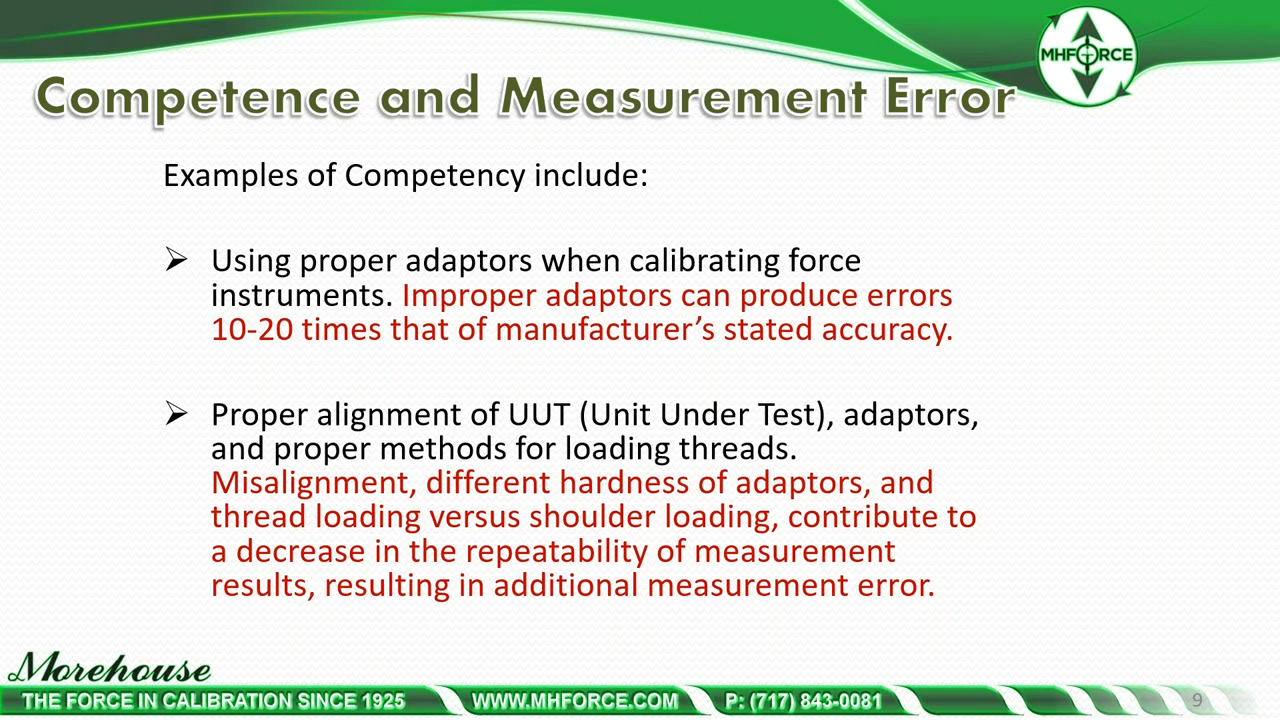 MHFORCE
Competence and Measurement Error
Examples of Competency include:
➢ Using proper adaptors when calibrating force
instruments. Improper adaptors can produce errors
10-20 times that of manufacturer’s stated accuracy.
➢ Proper alignment of UUT (Unit Under Test), adaptors,
and proper methods for loading threads.
Misalignment, different hardness of adaptors, and
thread loading versus shoulder loading, contribute to
a decrease in the repeatability of measurement
results, resulting in additional measurement error.
Morehouse
THE FORCE IN CALIBRATION SINCE 1925 WWW.MHFORCE.COM P: (717) 843-0081 9